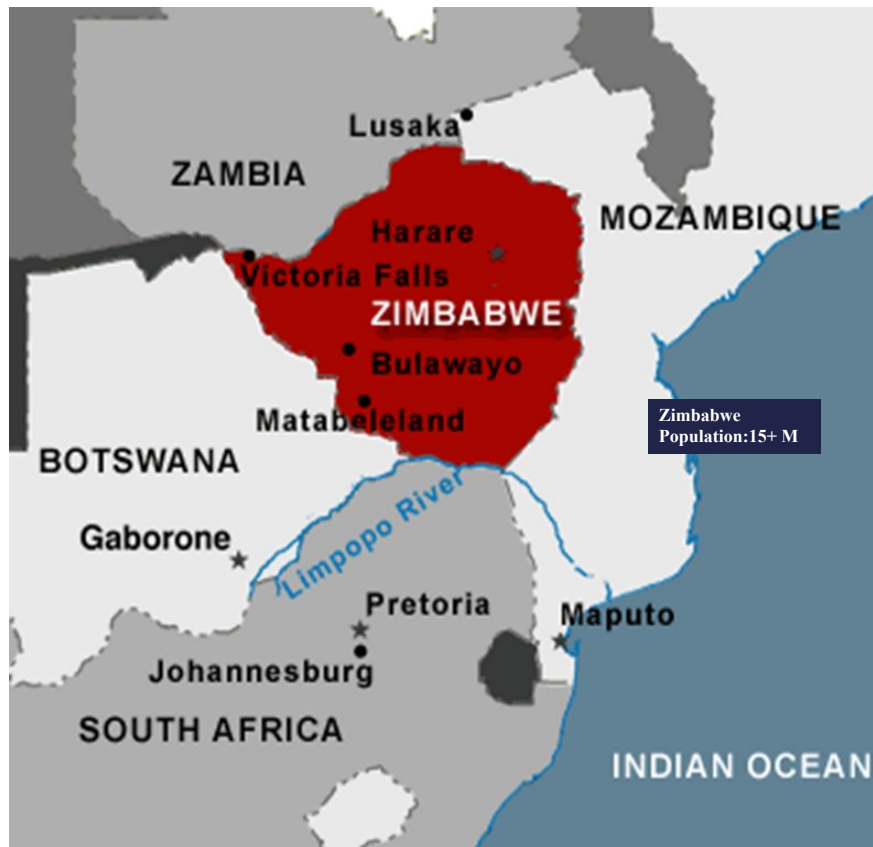 Lusaka
ZAMBIA
MOZAMBIQUE
Harare
Victoria Falls
ZIMBABWE
Bulawayo
Zimbabwe
Population:15+ M
Matabeleland
BOTSWANA
Limpopo River
Gaborone
Pretoria
Maputo
Johannesburg
SOUTH AFRICA
INDIAN OCEAN